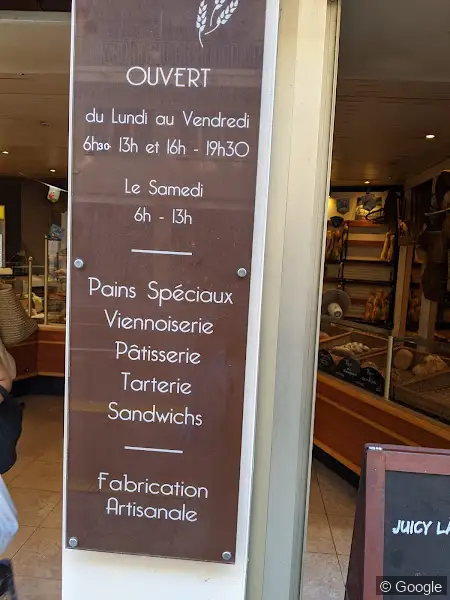 OUVERT
du Lundi au Vendredi
6h30 13h et 16h - 19h30
Le Samedi
6h - 13h
Pains Spéciaux
Viennoiserie
Pâtisserie
Tarterie
Sandwichs
Fabrication
Artisanale
JUICY
© Google